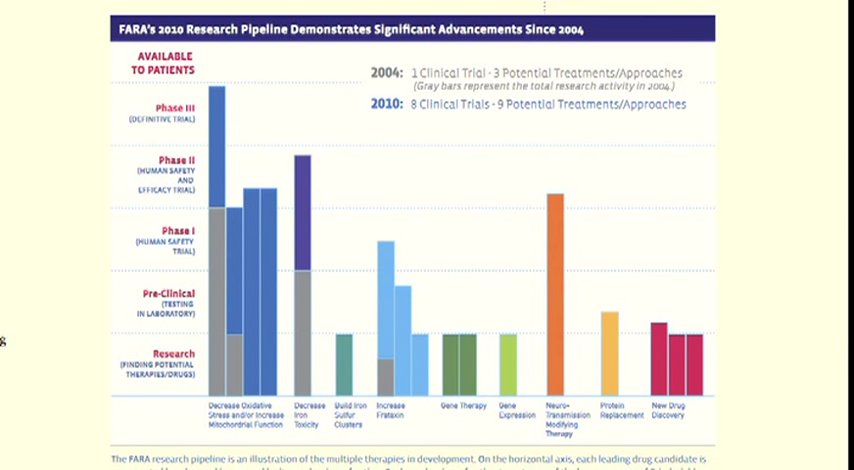 FARA's 2010 Research Pipeline Demonstrates Significant Advancements Since 2004
AVAILABLE
TO PATIENTS
2004: 1 Clinical Trial - 3 Potential Treatments/Approaches
(Gray bars represent the total research activity in 2004.)
2010: 8 Clinical Trials - 9 Potential Treatments/Approaches
Phase III
(DEFINITIVE TRIAL)
Phase II
(HUMAN SAFETY
AND
EFFICACY TRIAL)
Phase I
(HUMAN SAFETY
TRIAL)
Pre-Clinical
(TESTING
IN LABORATORY)
g
Research
(FINDING POTENTIAL
THERAPIES/DRUGS)
Decrease Oxidative
Stress and/or Increase
Mitochondrial Function
Decrease
Iron
Toxicity
Build Iron
Sulfur
Clusters
Increase
Frataxin
Gene Therapy
Gene
Expression
Neuro-
Transmission
Modifying
Therapy
Protein
Replacement
New Drug
Discovery
The FARA research pipeline is an illustration of the multiple therapies in development. On the horizontal axis, each leading drug candidate is